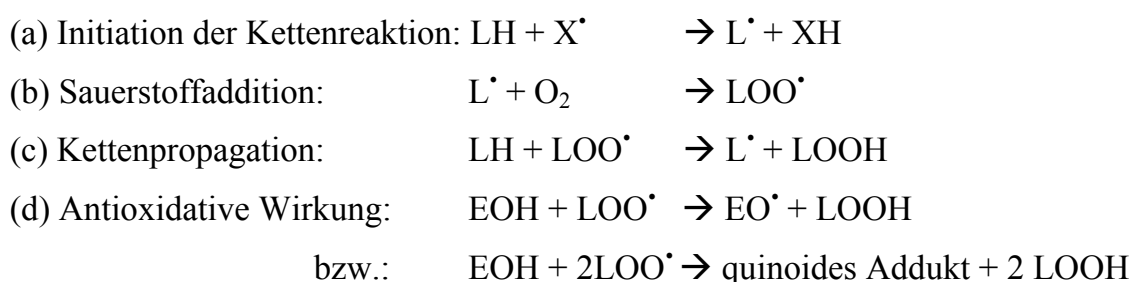 (a) Initiation der Kettenreaktion: LH + X• → L• + XH
(b) Sauerstoffaddition: L• + O₂ → LOO•
(c) Kettenpropagation: LH + LOO• → L• + LOOH
(d) Antioxidative Wirkung: EOH + LOO• → EO• + LOOH
bzw.: EOH + 2LOO• → quinoides Addukt + 2 LOOH